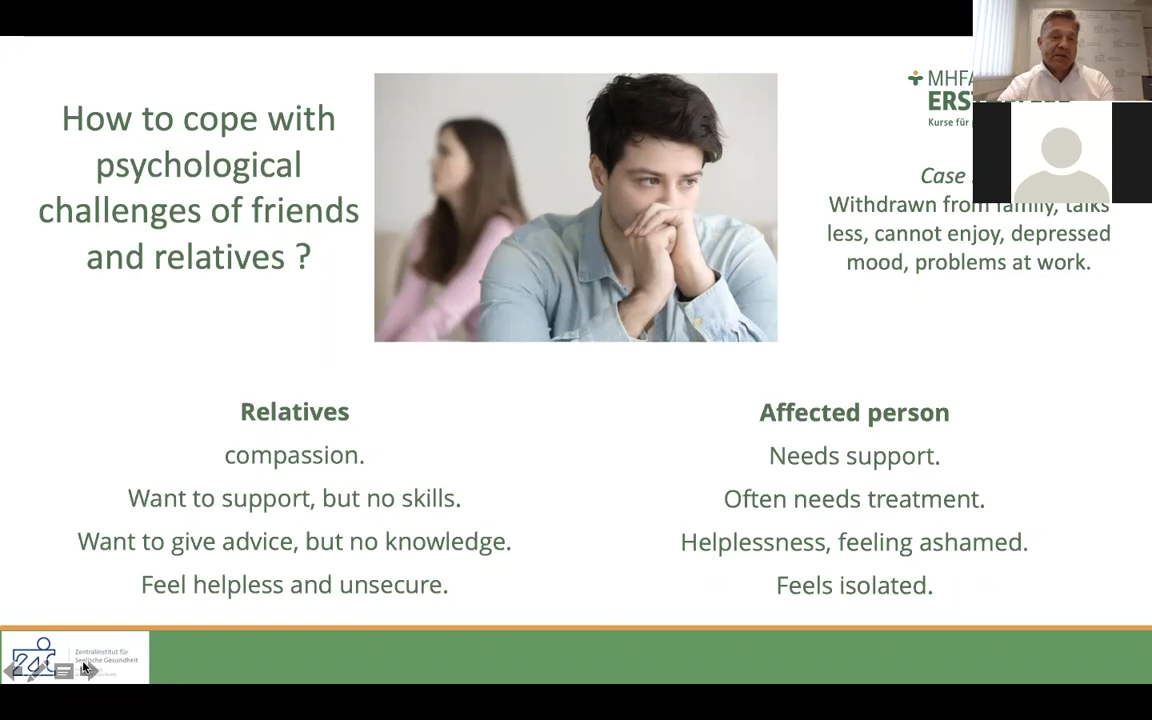 How to cope with
psychological
challenges of friends
and relatives ?
MHFA
ERS
Kurse für
Case
Withdrawn from family, talks
less, cannot enjoy, depressed
mood, problems at work.
Relatives
compassion.
Want to support, but no skills.
Want to give advice, but no knowledge.
Feel helpless and unsecure.
Affected person
Needs support.
Often needs treatment.
Helplessness, feeling ashamed.
Feels isolated.
Zentralinstitut für
Seelische Gesundheit